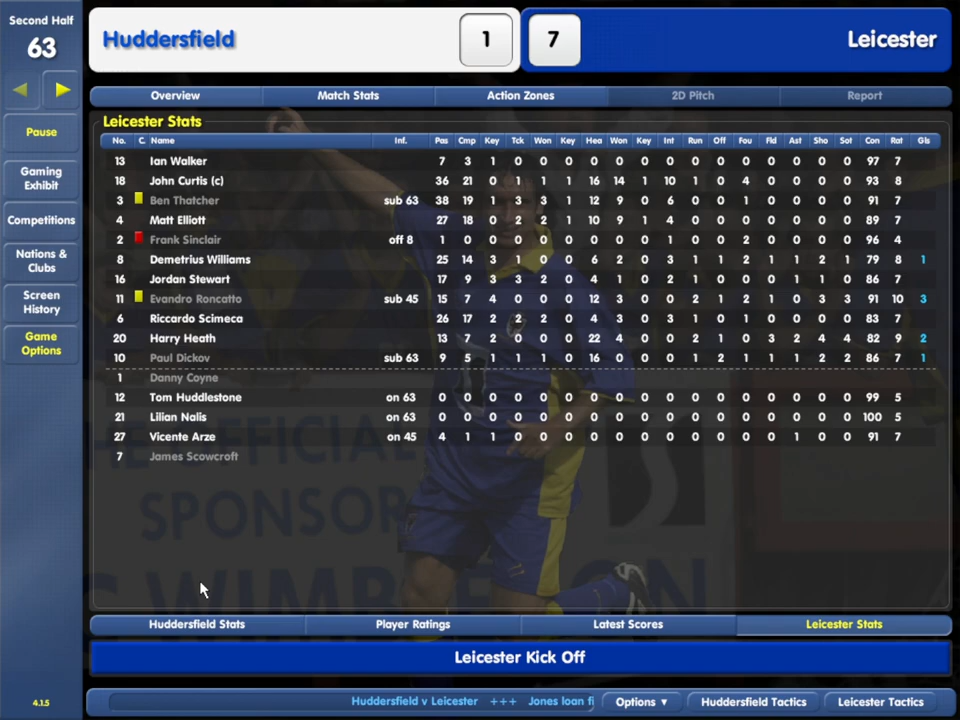 Second Half
63
Huddersfield 1 7 Leicester
Overview Match Stats Action Zones 2D Pitch Report
Pause
Gaming Exhibit
Competitions
Nations & Clubs
Screen History
Game Options
4.1.5
Leicester Stats
No. C. Name Inf. Pas Cmp Key Tck Won Key Hea Won Key Int Run Off Fou Fld Ast Sho Sot Con Rat Gls
13 Ian Walker 7 3 1 0 0 0 0 0 0 0 0 0 0 0 0 0 0 97 7
18 John Curtis (c) 36 21 0 1 1 1 16 14 1 10 1 0 4 0 0 0 0 93 8
3 Ben Thatcher sub 63 38 19 1 3 3 1 12 9 0 6 0 0 1 0 0 0 0 91 7
4 Matt Elliott 27 18 0 2 2 1 10 9 1 4 0 0 0 0 0 0 0 89 7
2 Frank Sinclair off 8 1 0 0 0 0 0 0 0 0 1 0 0 2 0 0 0 0 96 4
8 Demetrius Williams 25 14 3 1 0 0 6 2 0 3 1 1 2 1 1 2 1 79 8 1
16 Jordan Stewart 17 9 3 3 2 0 4 1 0 2 1 0 0 0 1 1 0 86 7
11 Evandro Roncatto sub 45 15 7 4 0 0 0 12 3 0 0 2 1 2 1 0 3 3 91 10 3
6 Riccardo Scimeca 26 17 2 2 2 0 4 3 0 3 1 0 1 0 0 0 0 83 7
20 Harry Heath 13 7 2 0 0 0 22 4 0 0 2 1 0 3 2 4 4 82 9 2
10 Paul Dickov sub 63 9 5 1 1 1 0 16 0 0 0 1 2 1 1 1 2 2 86 7 1
1 Danny Coyne
12 Tom Huddlestone on 63 0 0 0 0 0 0 0 0 0 0 0 0 0 0 0 0 0 99 5
21 Lilian Nalis on 63 0 0 0 0 0 0 0 0 0 0 0 0 0 0 0 0 0 100 5
27 Vicente Arze on 45 4 1 1 0 0 0 0 0 0 0 0 0 0 0 1 0 0 91 7
7 James Scowcroft
THE OFFICIAL
SPONSOR
WIMBLEDON
Huddersfield Stats Player Ratings Latest Scores Leicester Stats
Leicester Kick Off
Huddersfield v Leicester +++ Jones loan fi
Options ▼ Huddersfield Tactics Leicester Tactics